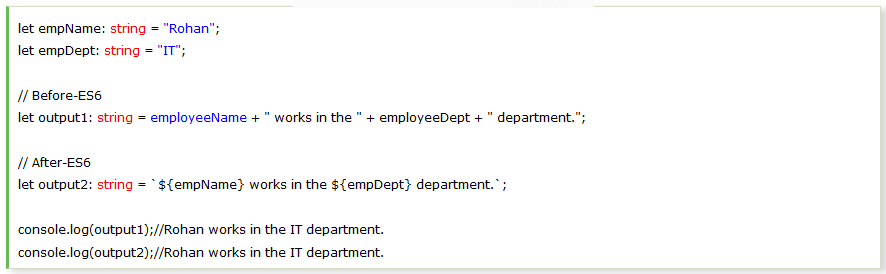 let empName: string = "Rohan";
let empDept: string = "IT";
// Before-ES6
let output1: string = employeeName + " works in the " + employeeDept + " department.";
// After-ES6
let output2: string = `${empName} works in the ${empDept} department.`;
console.log(output1);//Rohan works in the IT department.
console.log(output2);//Rohan works in the IT department.